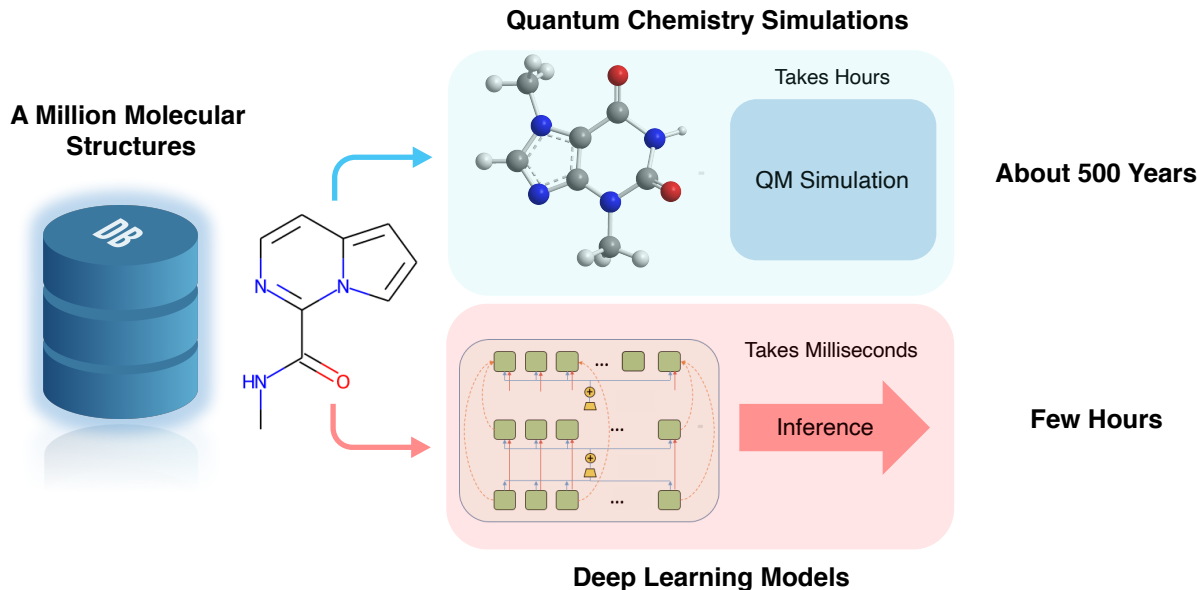 Quantum Chemistry Simulations
A Million Molecular
Structures
DB
N
N
HN
O
Takes Hours
QM Simulation
About 500 Years
...
+
...
+
...
Takes Milliseconds
Inference
Few Hours
Deep Learning Models